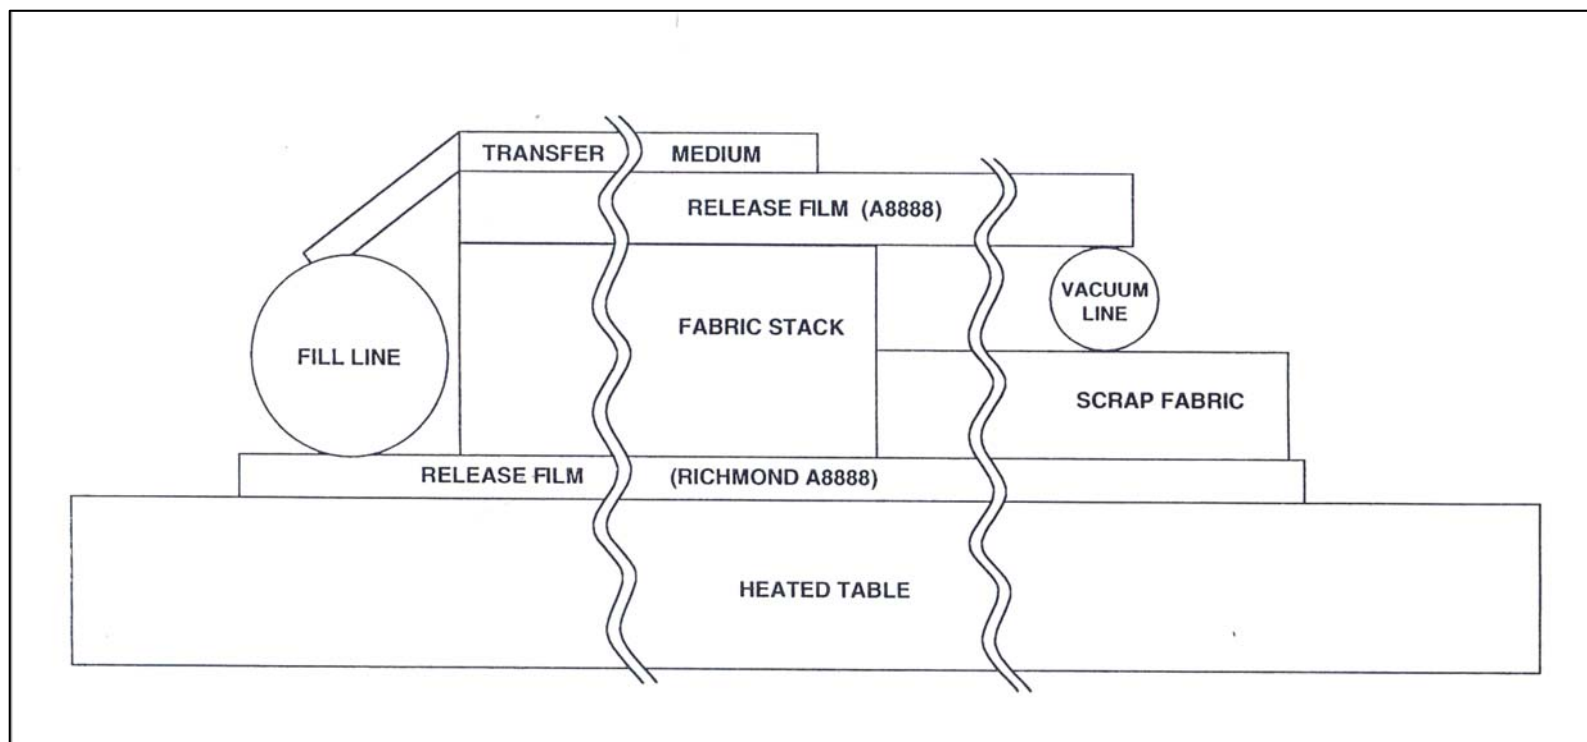 TRANSFER MEDIUM
RELEASE FILM (A8888)
VACUUM
LINE
FABRIC STACK
FILL LINE
SCRAP FABRIC
RELEASE FILM (RICHMOND A8888)
HEATED TABLE